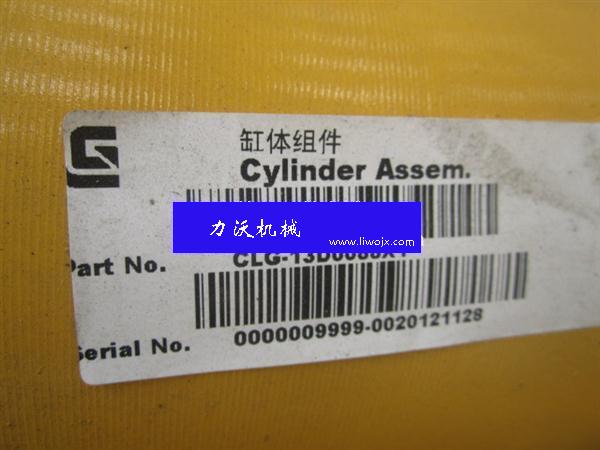 缸体组件
Cylinder Assem.
力沃机械
www.liwojx.com
Part No.
Serial No.
0000009999-0020121128